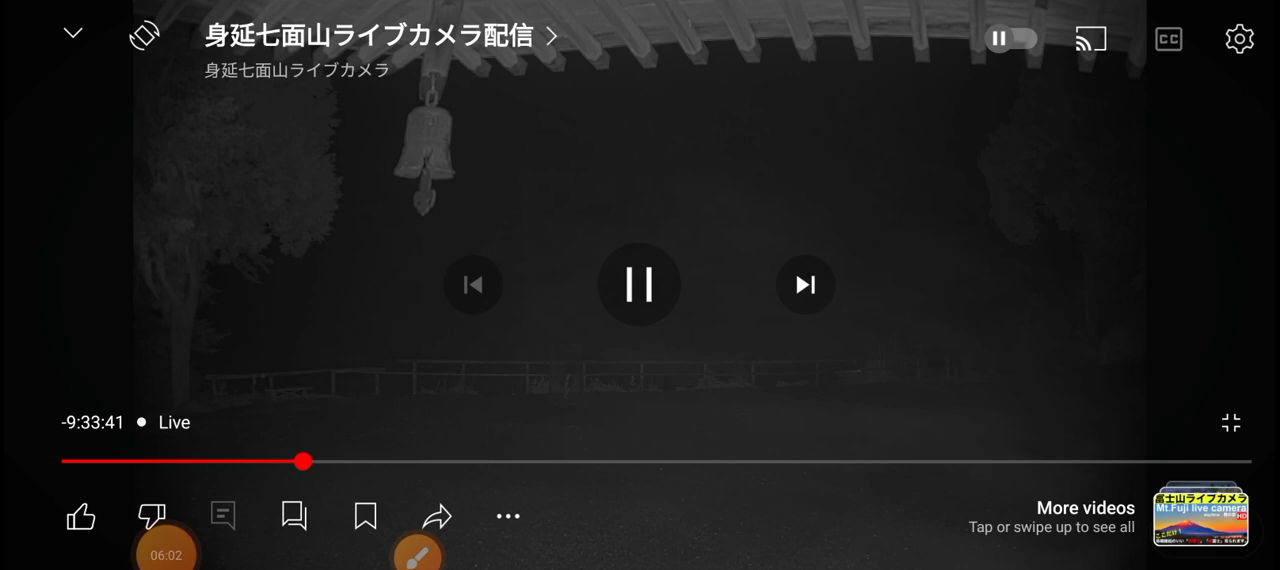 身延七面山ライブカメラ配信
身延七面山ライブカメラ
CC
-9:33:41 Live
More videos
Tap or swipe up to see all
富士山ライブカメラ
Mt.Fuji live camera
HD
06:02